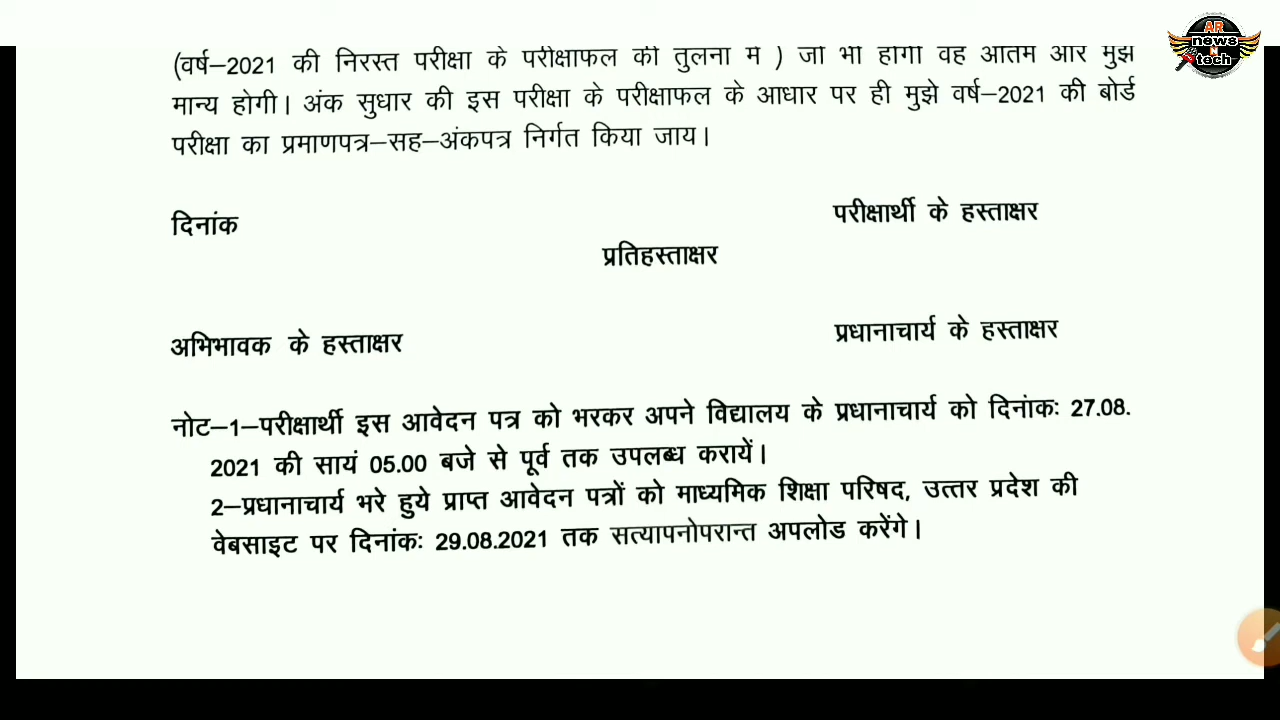 AR
news
N
tech
(वर्ष–2021 की निरस्त परीक्षा के परीक्षाफल की तुलना में ) जो भी होगी वह अंतिम और मुझे
मान्य होगी। अंक सुधार की इस परीक्षा के परीक्षाफल के आधार पर ही मुझे वर्ष–2021 की बोर्ड
परीक्षा का प्रमाणपत्र–सह–अंकपत्र निर्गत किया जाय।
दिनांक
परीक्षार्थी के हस्ताक्षर
प्रतिहस्ताक्षर
अभिभावक के हस्ताक्षर
प्रधानाचार्य के हस्ताक्षर
नोट–1–परीक्षार्थी इस आवेदन पत्र को भरकर अपने विद्यालय के प्रधानाचार्य को दिनांकः 27.08.
2021 की सायं 05.00 बजे से पूर्व तक उपलब्ध करायें।
2–प्रधानाचार्य भरे हुये प्राप्त आवेदन पत्रों को माध्यमिक शिक्षा परिषद, उत्तर प्रदेश की
वेबसाइट पर दिनांकः 29.08.2021 तक सत्यापनोपरान्त अपलोड करेंगे।